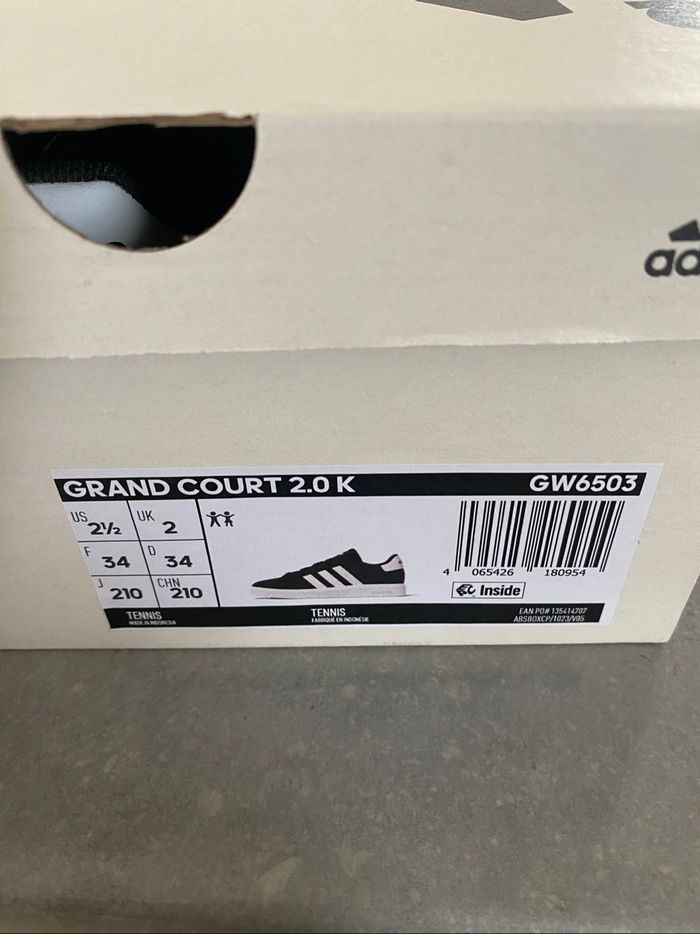 ad
GRAND COURT 2.0 K GW6503
US 2½ UK 2
F 34 D 34
J 210 CHN 210
4 065426 180954
Inside
TENNIS
MADE IN INDONESIA
TENNIS
FABRIQUÉ EN INDONÉSIE
EAN PO# 135414707
ABSBOXCP/1023/V05